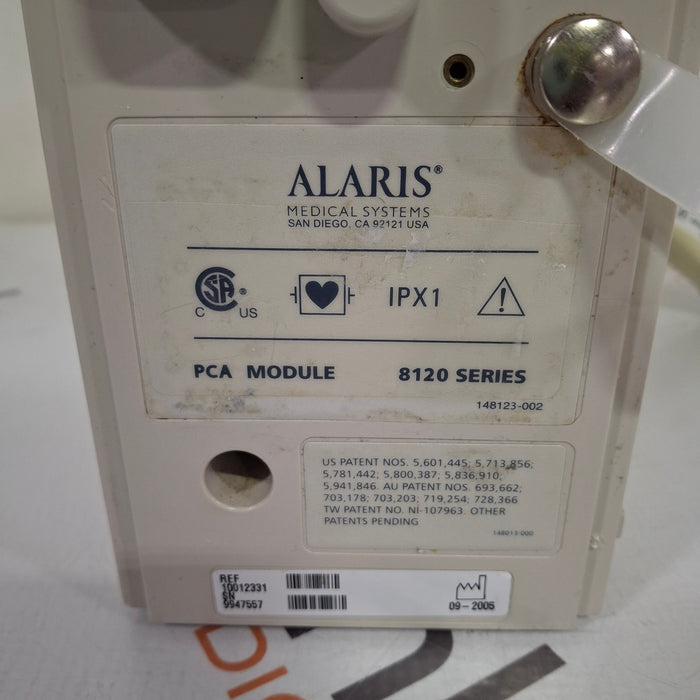 ALARIS®
MEDICAL SYSTEMS
SAN DIEGO, CA 92121 USA
CSA ®
C US
IPX1
!
PCA MODULE 8120 SERIES
148123-002
US PATENT NOS. 5,601,445; 5,713,856;
5,781,442; 5,800,387; 5,836,910;
5,941,846. AU PATENT NOS. 693,662;
703,178; 703,203; 719,254; 728,366
TW PATENT NO. NI-107963. OTHER
PATENTS PENDING
148013-000
REF
10012331
SN
9947557
09-2005